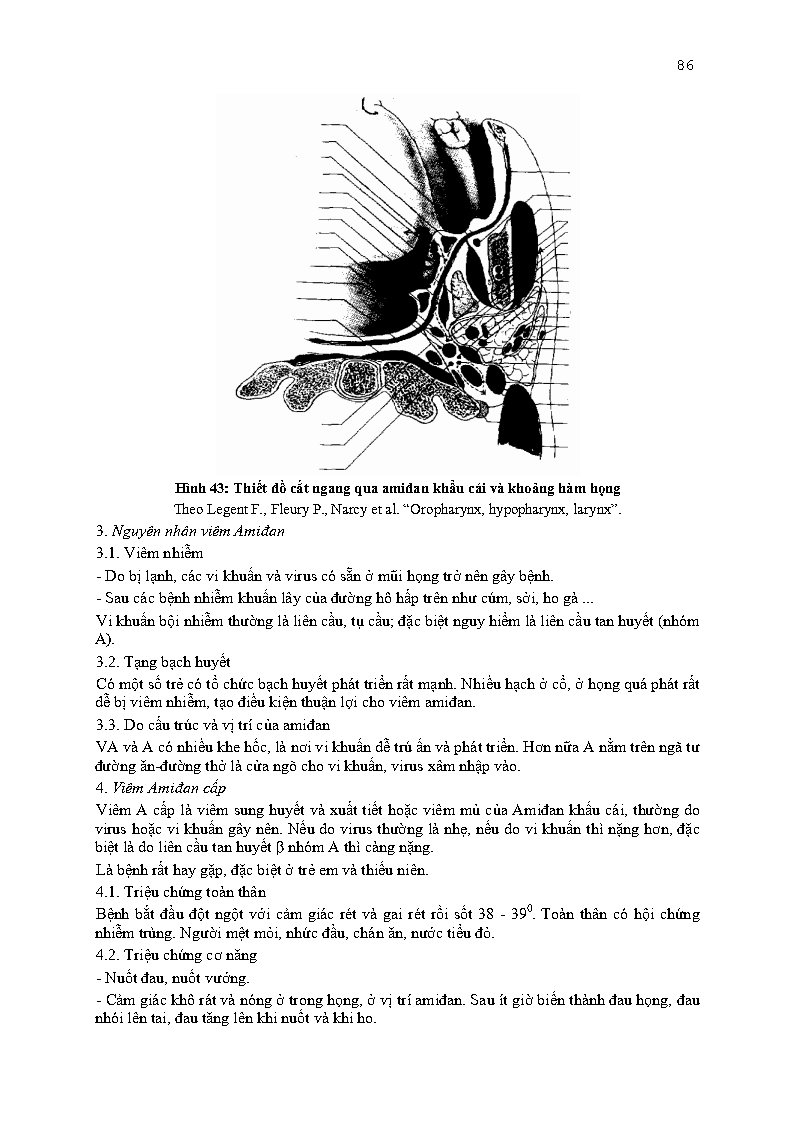 86
Hình 43: Thiết đồ cắt ngang qua amiđan khẩu cái và khoảng hàm họng
Theo Legent F., Fleury P., Narcy et al. “Oropharynx, hypopharynx, larynx”.
3. Nguyên nhân viêm Amiđan
3.1. Viêm nhiễm
- Do bị lạnh, các vi khuẩn và virus có sẵn ở mũi họng trở nên gây bệnh.
- Sau các bệnh nhiễm khuẩn lây của đường hô hấp trên như cúm, sởi, ho gà ...
Vi khuẩn bội nhiễm thường là liên cầu, tụ cầu; đặc biệt nguy hiểm là liên cầu tan huyết (nhóm
A).
3.2. Tạng bạch huyết
Có một số trẻ có tổ chức bạch huyết phát triển rất mạnh. Nhiều hạch ở cổ, ở họng quá phát rất
dễ bị viêm nhiễm, tạo điều kiện thuận lợi cho viêm amiđan.
3.3. Do cấu trúc và vị trí của amiđan
VA và A có nhiều khe hốc, là nơi vi khuẩn dễ trú ẩn và phát triển. Hơn nữa A nằm trên ngã tư
đường ăn-đường thở là cửa ngõ cho vi khuẩn, virus xâm nhập vào.
4. Viêm Amiđan cấp
Viêm A cấp là viêm sung huyết và xuất tiết hoặc viêm mủ của Amiđan khẩu cái, thường do
virus hoặc vi khuẩn gây nên. Nếu do virus thường là nhẹ, nếu do vi khuẩn thì nặng hơn, đặc
biệt là do liên cầu tan huyết β nhóm A thì càng nặng.
Là bệnh rất hay gặp, đặc biệt ở trẻ em và thiếu niên.
4.1. Triệu chứng toàn thân
Bệnh bắt đầu đột ngột với cảm giác rét và gai rét rồi sốt 38 - 39⁰. Toàn thân có hội chứng
nhiễm trùng. Người mệt mỏi, nhức đầu, chán ăn, nước tiểu đỏ.
4.2. Triệu chứng cơ năng
- Nuốt đau, nuốt vướng.
- Cảm giác khô rát và nóng ở trong họng, ở vị trí amiđan. Sau ít giờ biến thành đau họng, đau
nhói lên tai, đau tăng lên khi nuốt và khi ho.